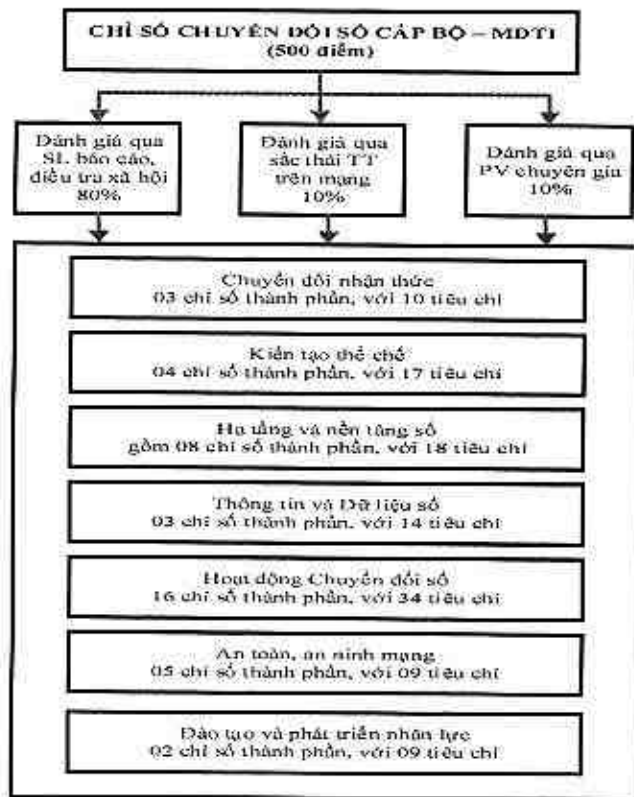 CHỈ SỐ CHUYỂN ĐỔI SỐ CẤP BỘ – MDTI
(500 điểm)
Đánh giá qua
SL báo cáo,
điều tra xã hội
80%
Đánh giá qua
sắc thái TT
trên mạng
10%
Đánh giá qua
PV chuyên gia
10%
Chuyển đổi nhận thức
03 chỉ số thành phần, với 10 tiêu chí
Kiến tạo thể chế
04 chỉ số thành phần, với 17 tiêu chí
Hạ tầng và nền tảng số
gồm 08 chỉ số thành phần, với 18 tiêu chí
Thông tin và Dữ liệu số
03 chỉ số thành phần, với 14 tiêu chí
Hoạt động Chuyển đổi số
16 chỉ số thành phần, với 34 tiêu chí
An toàn, an ninh mạng
05 chỉ số thành phần, với 09 tiêu chí
Đào tạo và phát triển nhân lực
02 chỉ số thành phần, với 09 tiêu chí